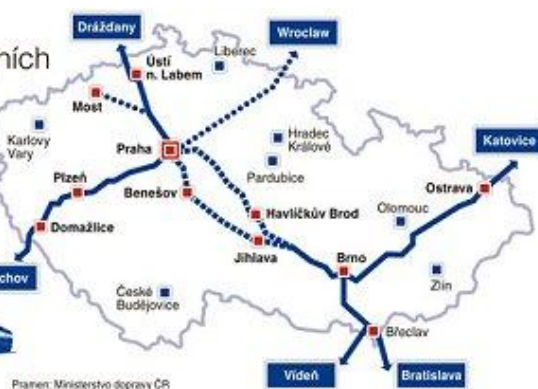 ních
Drážďany
Wroclaw
Liberec
Ústí
n. Labem
Most
Karlovy
Vary
Praha
Hradec
Králové
Pardubice
Katovice
Plzeň
Benešov
Ostrava
Olomouc
Havlíčkův Brod
Domažlice
Jihlava
Brno
chov
České
Budějovice
Zlín
Břeclav
Vídeň
Bratislava
Pramen: Ministerstvo dopravy ČR